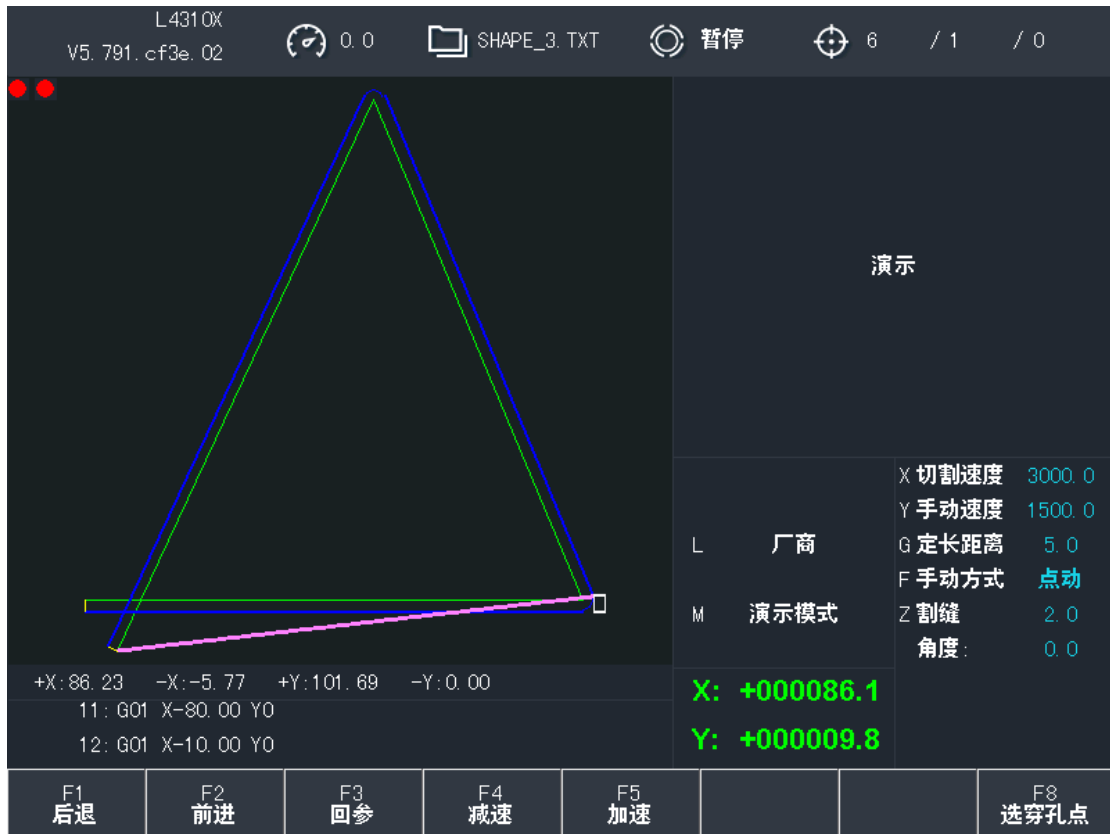 L4310X
V5.791.cf3e.02
0.0
SHAPE_3.TXT
暂停
6 /1 /0
演示
L 厂商
M 演示模式
X 切割速度 3000.0
Y 手动速度 1500.0
G 定长距离 5.0
F 手动方式 点动
Z 割缝 2.0
角度: 0.0
+X:86.23 -X:-5.77 +Y:101.69 -Y:0.00
11:G01 X-80.00 Y0
12:G01 X-10.00 Y0
X: +000086.1
Y: +000009.8
F1
后退
F2
前进
F3
回参
F4
减速
F5
加速
F8
选穿孔点